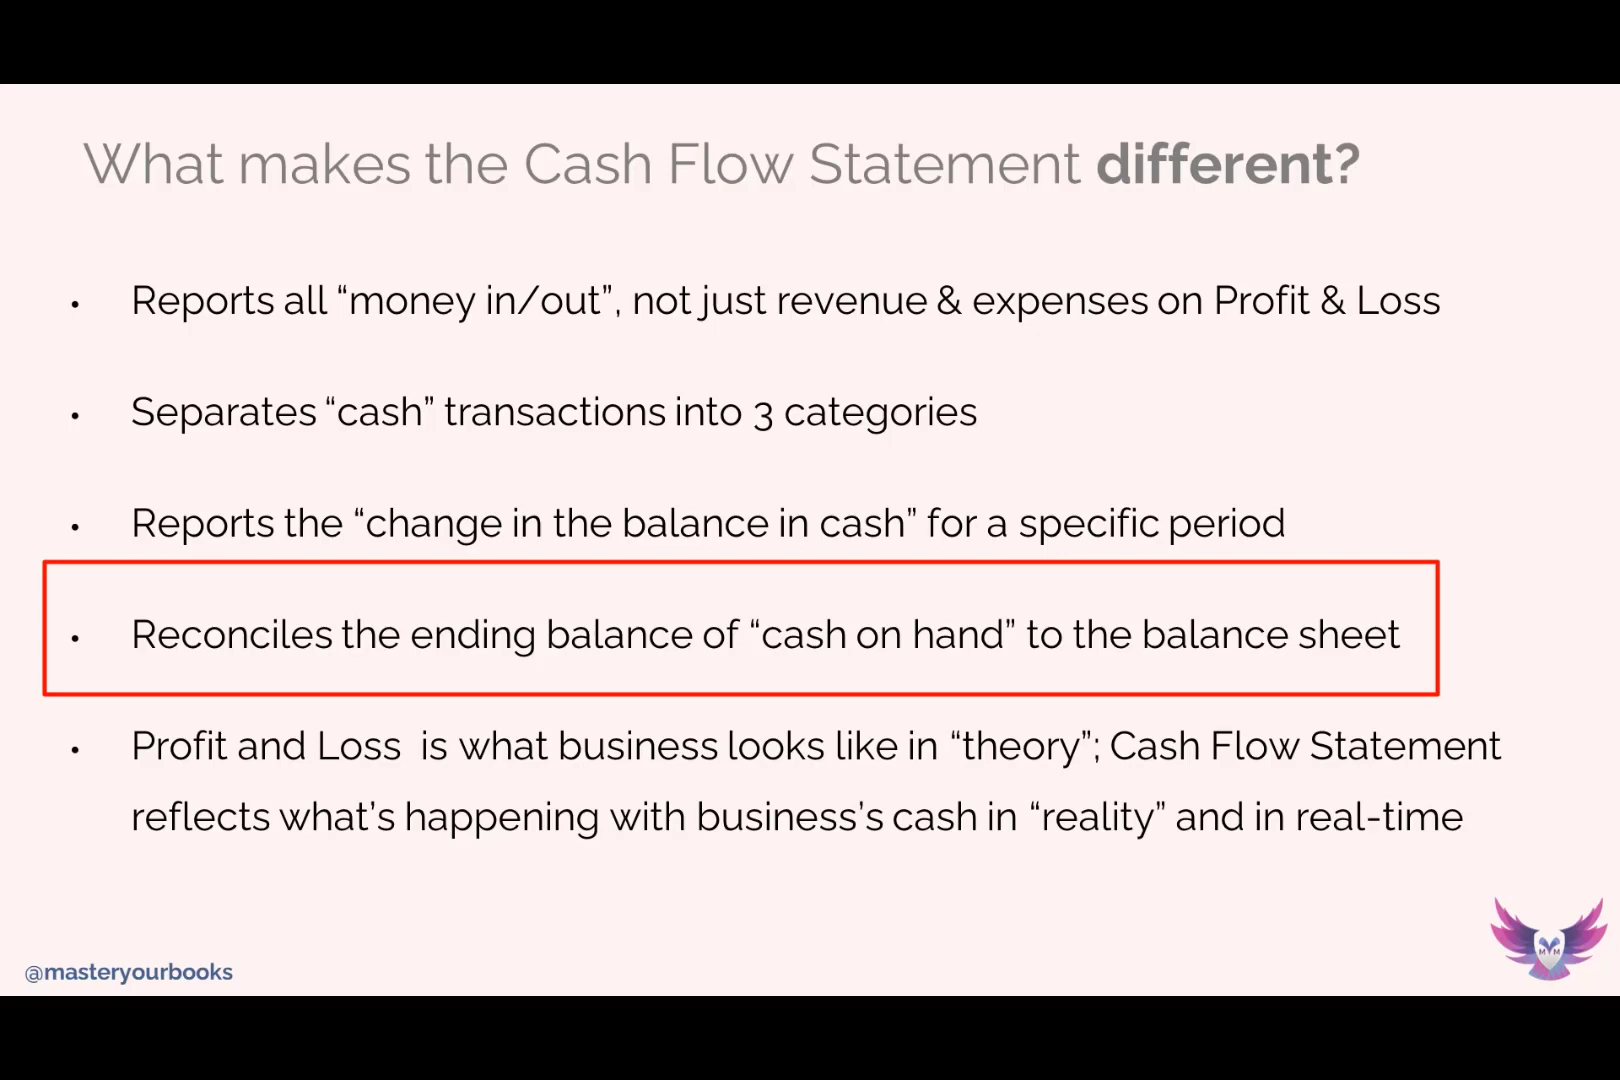 What makes the Cash Flow Statement different?
• Reports all “money in/out”, not just revenue & expenses on Profit & Loss
• Separates “cash” transactions into 3 categories
• Reports the “change in the balance in cash” for a specific period
• Reconciles the ending balance of “cash on hand” to the balance sheet
• Profit and Loss is what business looks like in “theory”; Cash Flow Statement
reflects what’s happening with business’s cash in “reality” and in real-time
@masteryourbooks
MYM